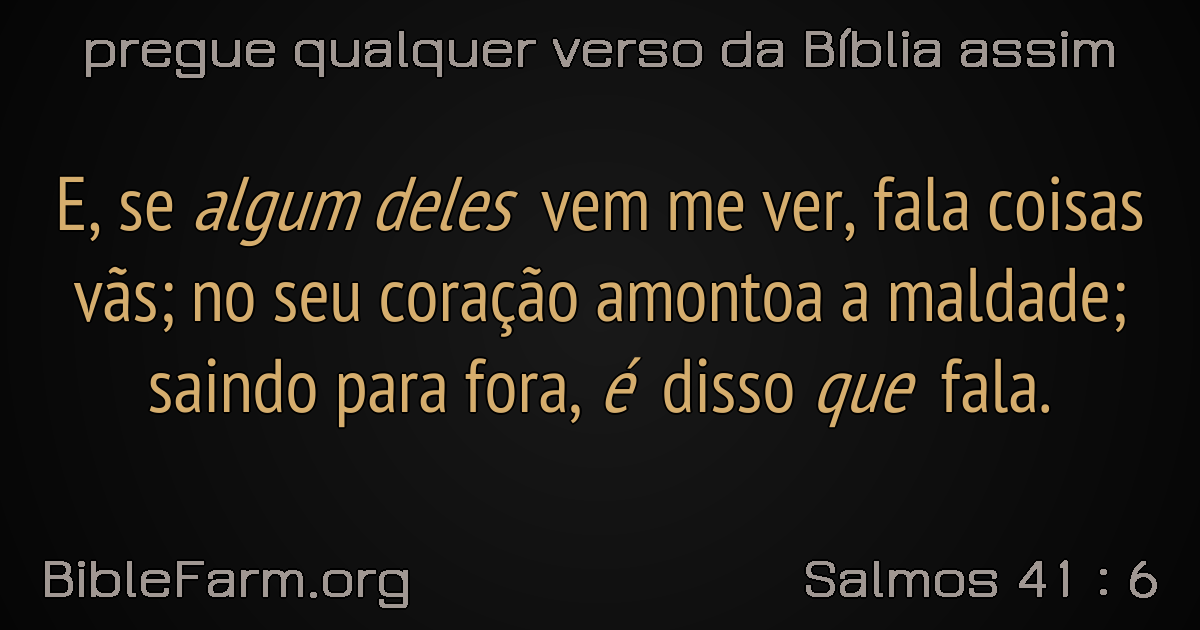 pregue qualquer verso da Bíblia assim
E, se algum deles vem me ver, fala coisas
vãs; no seu coração amontoa a maldade;
saindo para fora, é disso que fala.
BibleFarm.org
Salmos 41 : 6